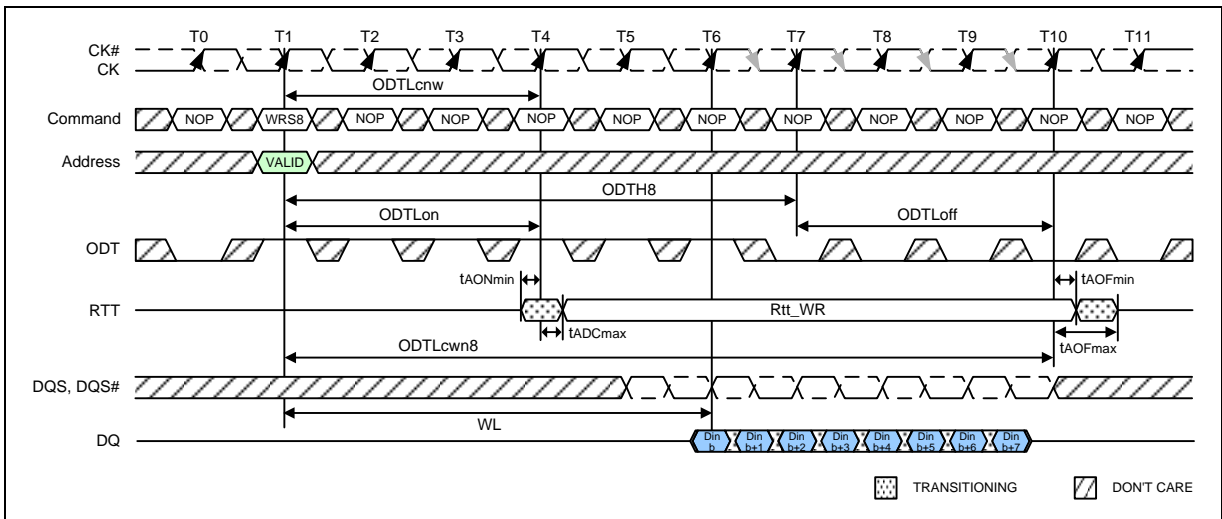 T0 T1 T2 T3 T4 T5 T6 T7 T8 T9 T10 T11
CK#
CK
ODTLcnw
Command NOP WRS8 NOP NOP NOP NOP NOP NOP NOP NOP NOP NOP
Address VALID
ODTH8
ODTLon ODTLoff
ODT
tAONmin tAOFmin
RTT Rtt_WR
tADCmax
ODTLcwn8 tAOFmax
DQS, DQS#
WL
DQ Din b Din b+1 Din b+2 Din b+3 Din b+4 Din b+5 Din b+6 Din b+7
TRANSITIONING DON'T CARE